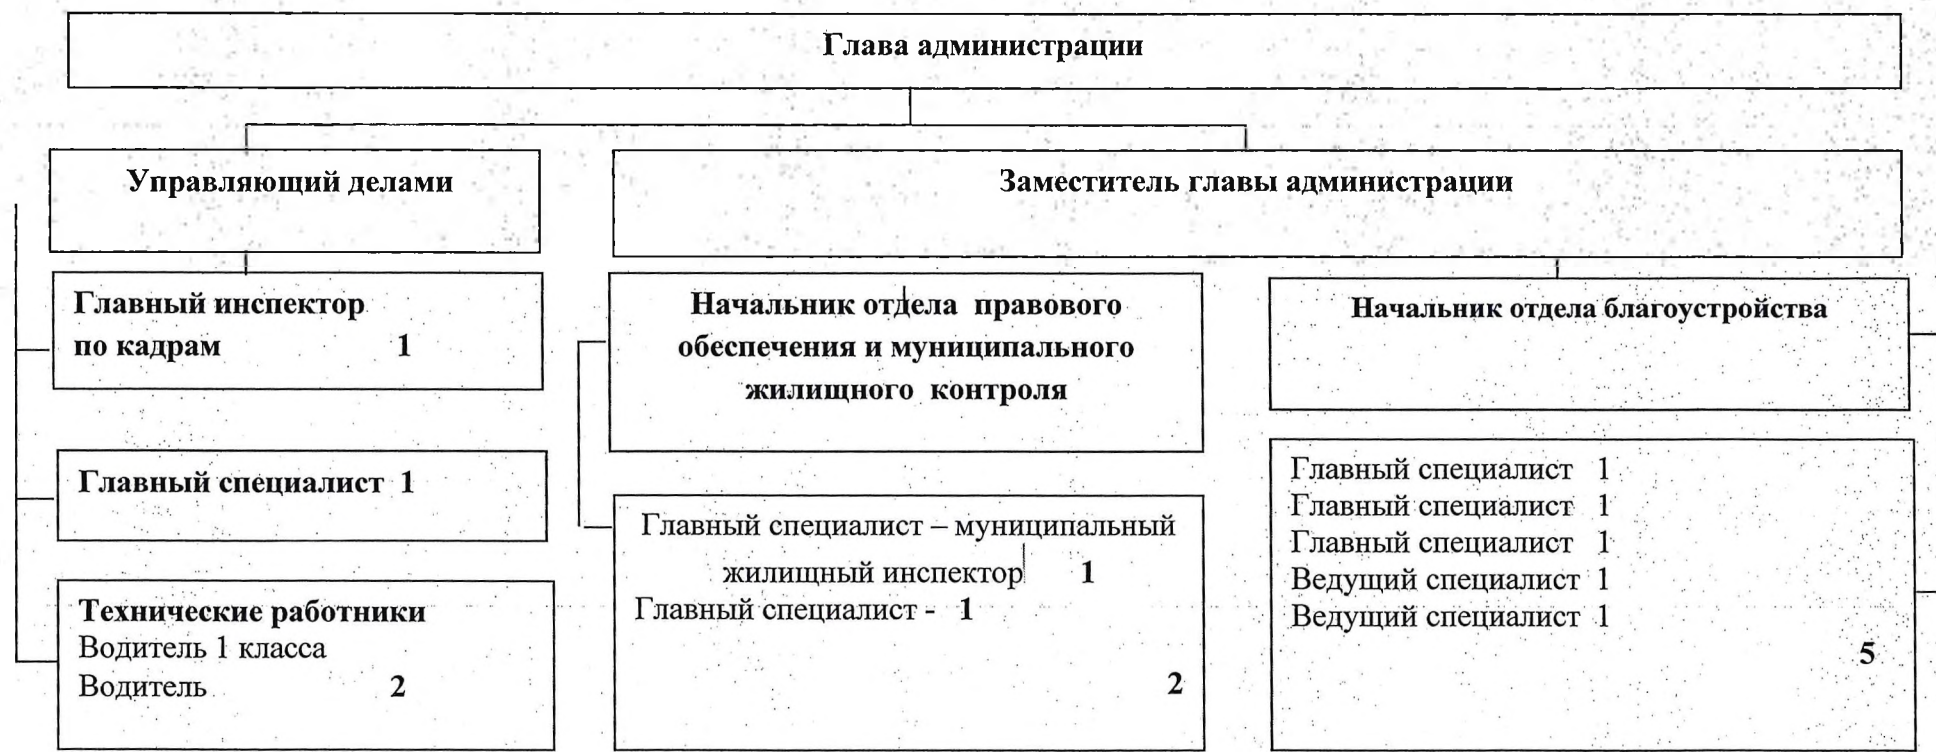 Глава администрации
Управляющий делами
Заместитель главы администрации
Главный инспектор
по кадрам 1
Главный специалист 1
Технические работники
Водитель 1 класса
Водитель 2
Начальник отдела правового
обеспечения и муниципального
жилищного контроля
Главный специалист – муниципальный
жилищный инспектор 1
Главный специалист - 1
2
Начальник отдела благоустройства
Главный специалист 1
Главный специалист 1
Главный специалист 1
Ведущий специалист 1
Ведущий специалист 1
5